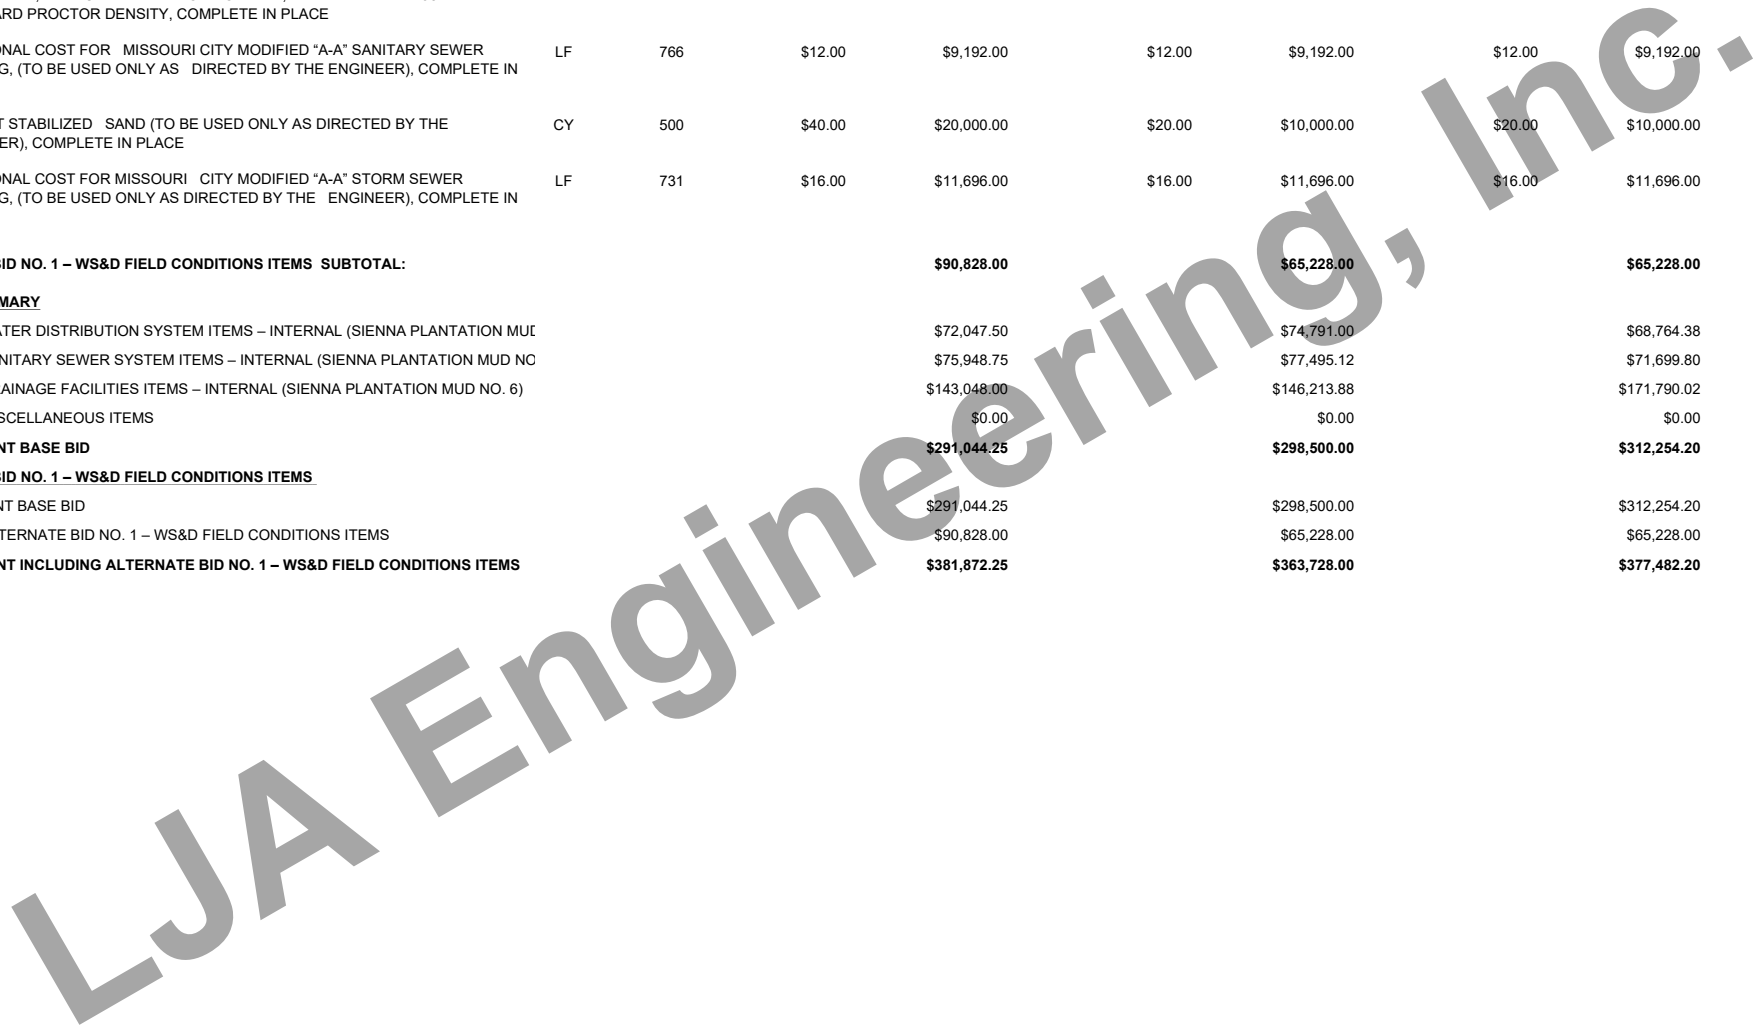 ARD PROCTOR DENSITY, COMPLETE IN PLACE
ONAL COST FOR MISSOURI CITY MODIFIED “A-A” SANITARY SEWER LF 766 $12.00 $9,192.00 $12.00 $9,192.00 $12.00 $9,192.00
G, (TO BE USED ONLY AS DIRECTED BY THE ENGINEER), COMPLETE IN
T STABILIZED SAND (TO BE USED ONLY AS DIRECTED BY THE CY 500 $40.00 $20,000.00 $20.00 $10,000.00 $20.00 $10,000.00
ER), COMPLETE IN PLACE
ONAL COST FOR MISSOURI CITY MODIFIED “A-A” STORM SEWER LF 731 $16.00 $11,696.00 $16.00 $11,696.00 $16.00 $11,696.00
G, (TO BE USED ONLY AS DIRECTED BY THE ENGINEER), COMPLETE IN
BID NO. 1 – WS&D FIELD CONDITIONS ITEMS SUBTOTAL: $90,828.00 $65,228.00 $65,228.00
MARY
ATER DISTRIBUTION SYSTEM ITEMS – INTERNAL (SIENNA PLANTATION MUD $72,047.50 $74,791.00 $68,764.38
NITARY SEWER SYSTEM ITEMS – INTERNAL (SIENNA PLANTATION MUD NO $75,948.75 $77,495.12 $71,699.80
RAINAGE FACILITIES ITEMS – INTERNAL (SIENNA PLANTATION MUD NO. 6) $143,048.00 $146,213.88 $171,790.02
SCELLANEOUS ITEMS $0.00 $0.00 $0.00
NT BASE BID $291,044.25 $298,500.00 $312,254.20
BID NO. 1 – WS&D FIELD CONDITIONS ITEMS
NT BASE BID $291,044.25 $298,500.00 $312,254.20
LTERNATE BID NO. 1 – WS&D FIELD CONDITIONS ITEMS $90,828.00 $65,228.00 $65,228.00
NT INCLUDING ALTERNATE BID NO. 1 – WS&D FIELD CONDITIONS ITEMS $381,872.25 $363,728.00 $377,482.20
LJA Engineering, Inc.